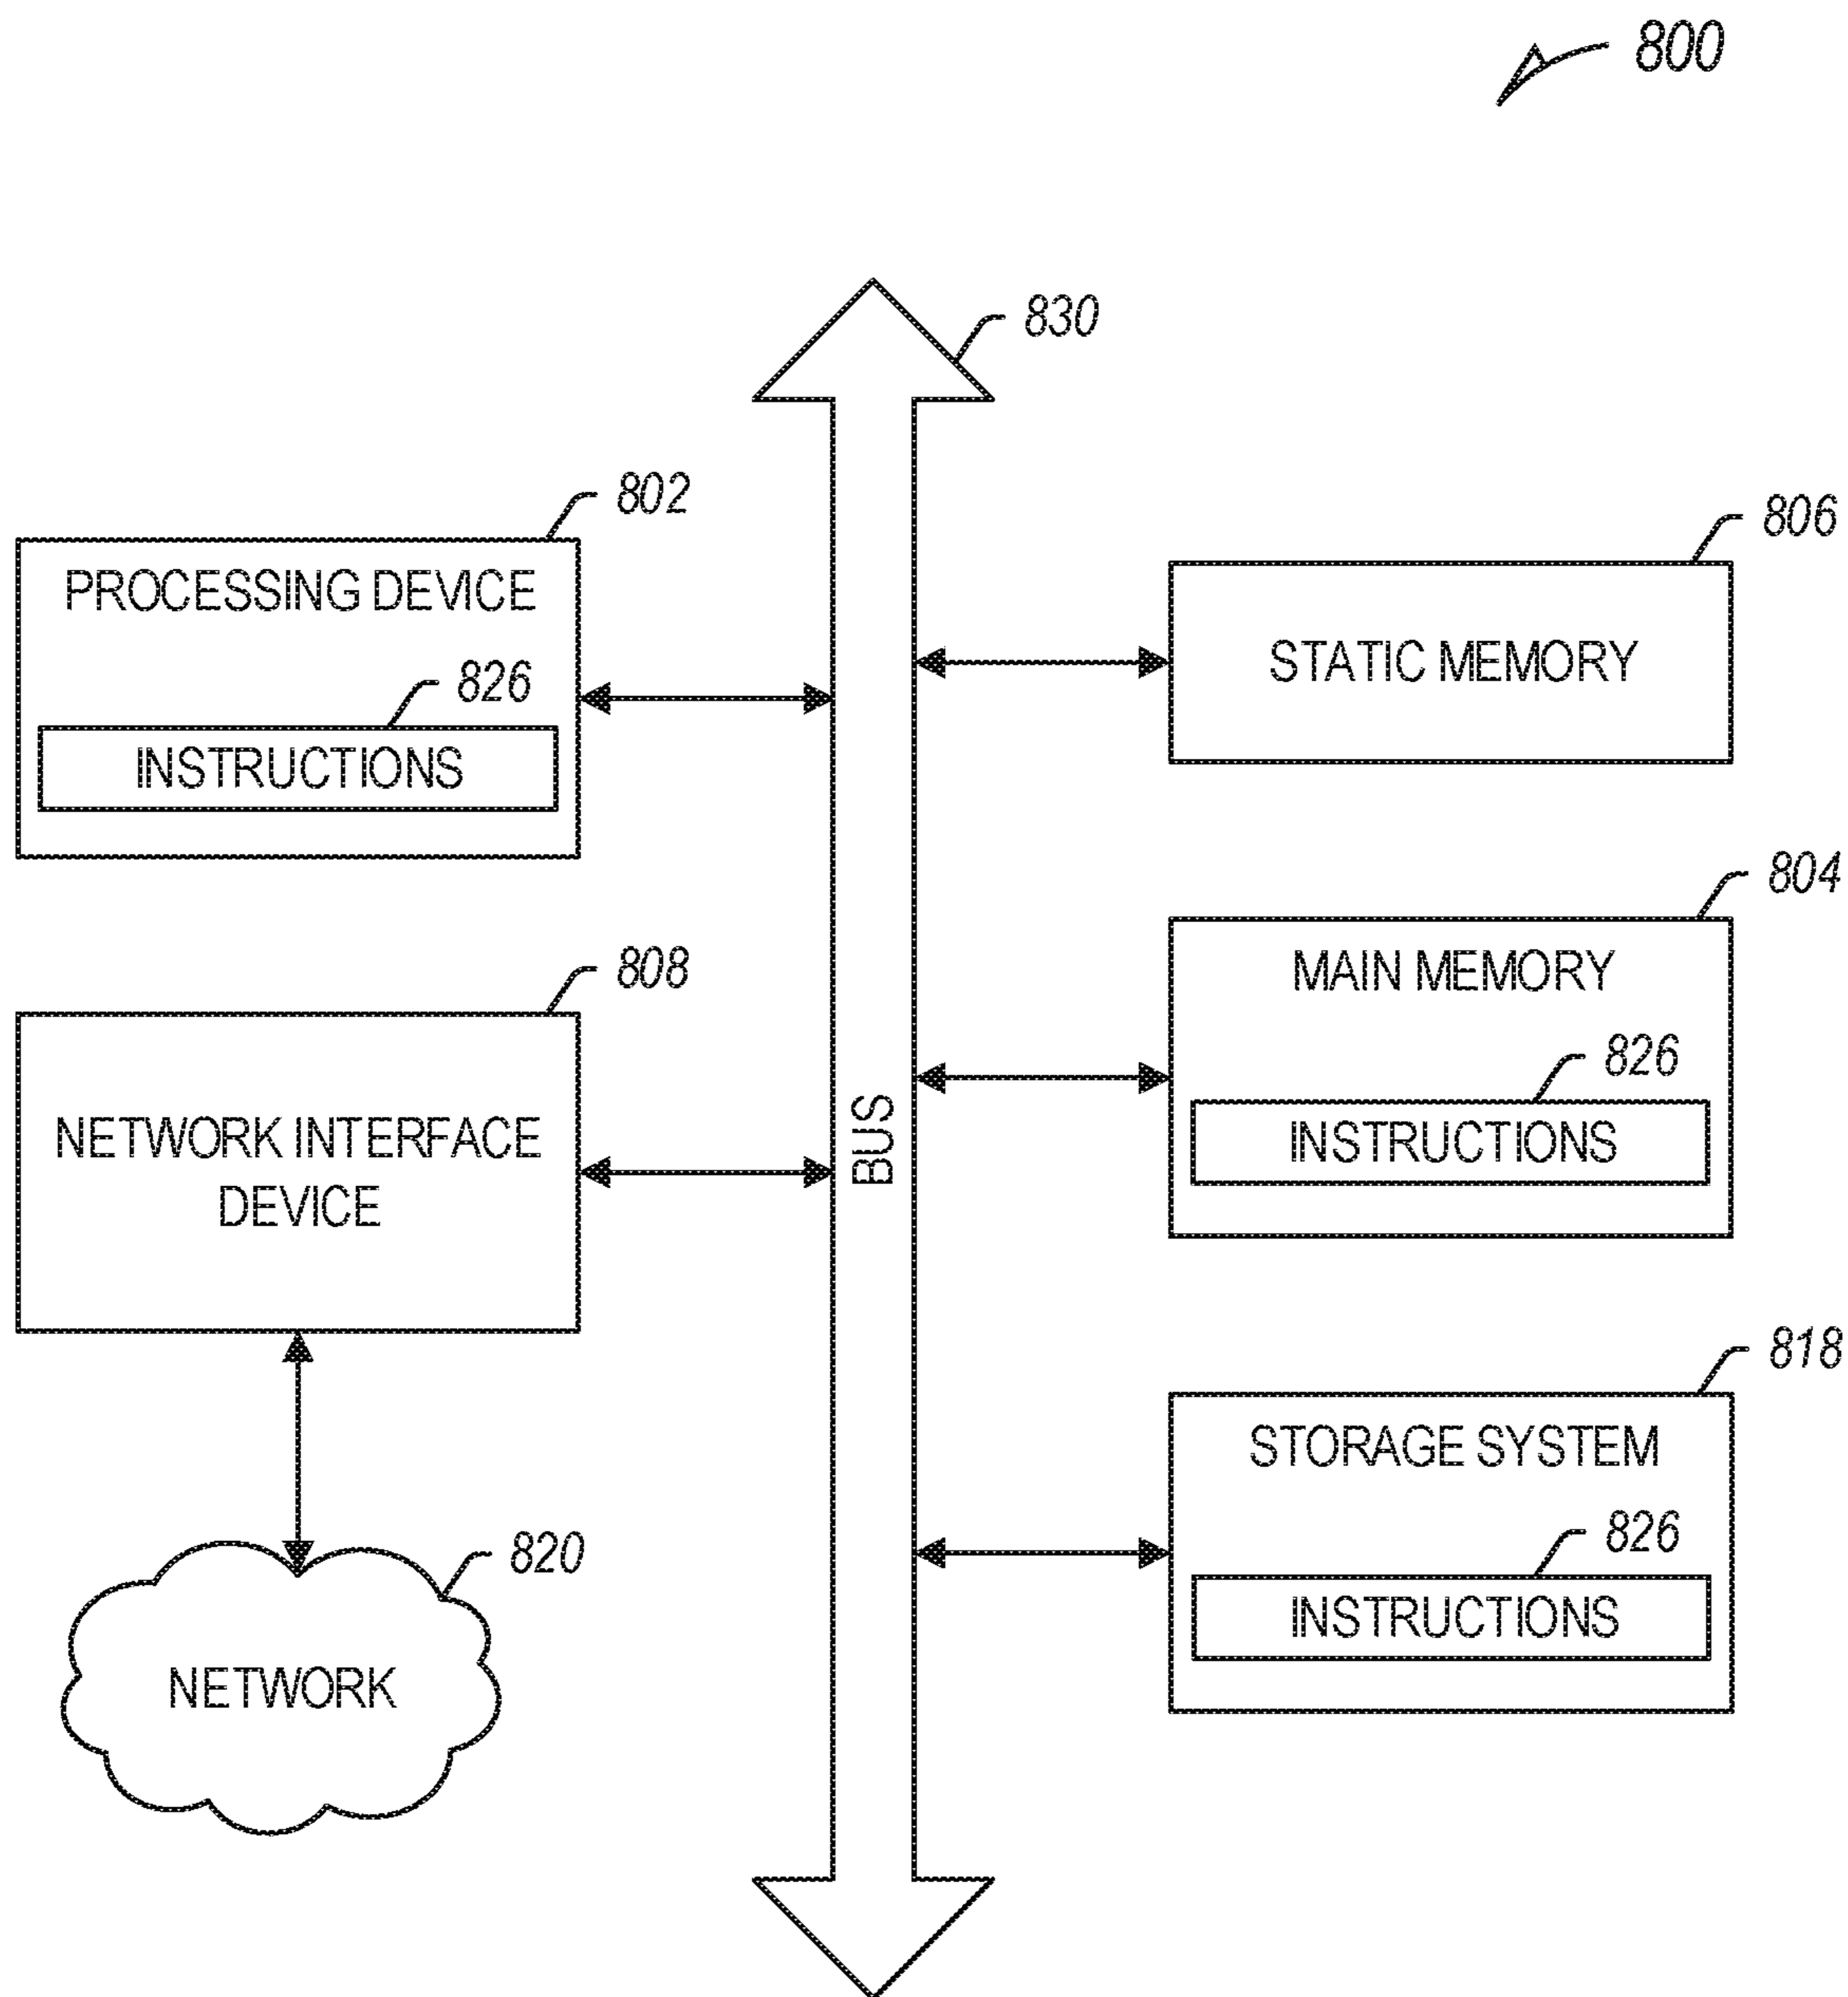 800
830
802
PROCESSING DEVICE
826
INSTRUCTIONS
806
STATIC MEMORY
804
MAIN MEMORY
826
INSTRUCTIONS
808
NETWORK INTERFACE
DEVICE
BUS
818
STORAGE SYSTEM
826
INSTRUCTIONS
820
NETWORK